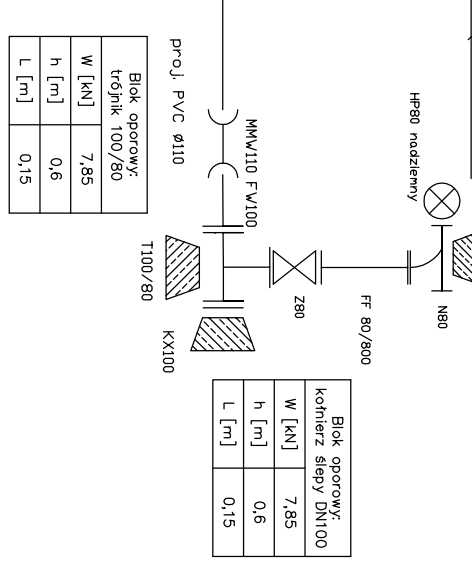 HP80 nadziemny
N80
FF 80/800
Z80
MMW110 FW100
proj. PVC Ø110
T100/80
KX100
Blok oporowy:
trójnik 100/80
W [kN] 7,85
h [m] 0,6
L [m] 0,15
Blok oporowy:
kołnierz ślepy DN100
W [kN] 7,85
h [m] 0,6
L [m] 0,15